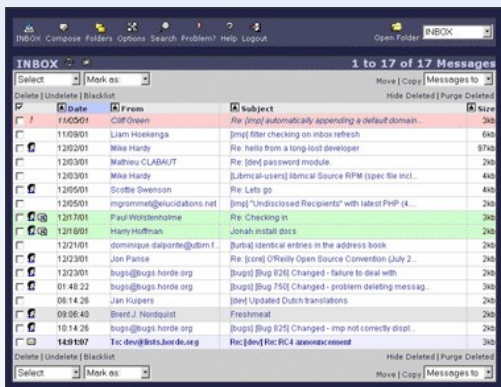 INBOX Compose Folders Options Search Problem? Help Logout
Open Folder INBOX
INBOX 1 to 17 of 17 Messages
Select Mark as: Move | Copy Messages to
Delete | Undelete | Blacklist Hide Deleted | Purge Deleted
Date From Subject Size
11/05/01 Cliff Green Re: [imp] automatically appending a default domain... 3kb
11/09/01 Liam Hoekenga [imp] filter checking on inbox refresh 6kb
12/02/01 Mike Hardy Re: hello from a long-lost developer 97kb
12/03/01 Mathieu CLABAUT Re: [dev] password module. 2kb
12/03/01 Mike Hardy [Libmcal-users] libmcal Source RPM (spec file incl... 4kb
12/05/01 Scottie Swenson Re: Lets go 4kb
12/05/01 mgrommet@elucidations.net [imp] "Undisclosed Recipients" with latest PHP (4....  2kb
12/17/01 Paul Wolstenholme Re: Checking in 3kb
12/18/01 Harry Hoffman Jonah install docs 2kb
12/21/01 dominique.dalponte@utbm.f... [turba] identical entries in the address book 2kb
12/23/01 Jon Parise Re: [core] O'Reilly Open Source Convention (July 2... 2kb
12/23/01 bugs@bugs.horde.org [bugs] [Bug 826] Changed - failure to deal with 2kb
01:48:22 bugs@bugs.horde.org [bugs] [Bug 750] Changed - problem deleting messag... 3kb
06:14:26 Jan Kuipers [dev] Updated Dutch translations 2kb
09:06:40 Brent J. Nordquist Freshmeat 2kb
10:14:26 bugs@bugs.horde.org [bugs] [Bug 825] Changed - imp not correctly displ... 2kb
14:01:07 To: dev@lists.horde.org Re: [dev] Re: RC4 announcement 3kb
Delete | Undelete | Blacklist Hide Deleted | Purge Deleted
Select Mark as: Move | Copy Messages to